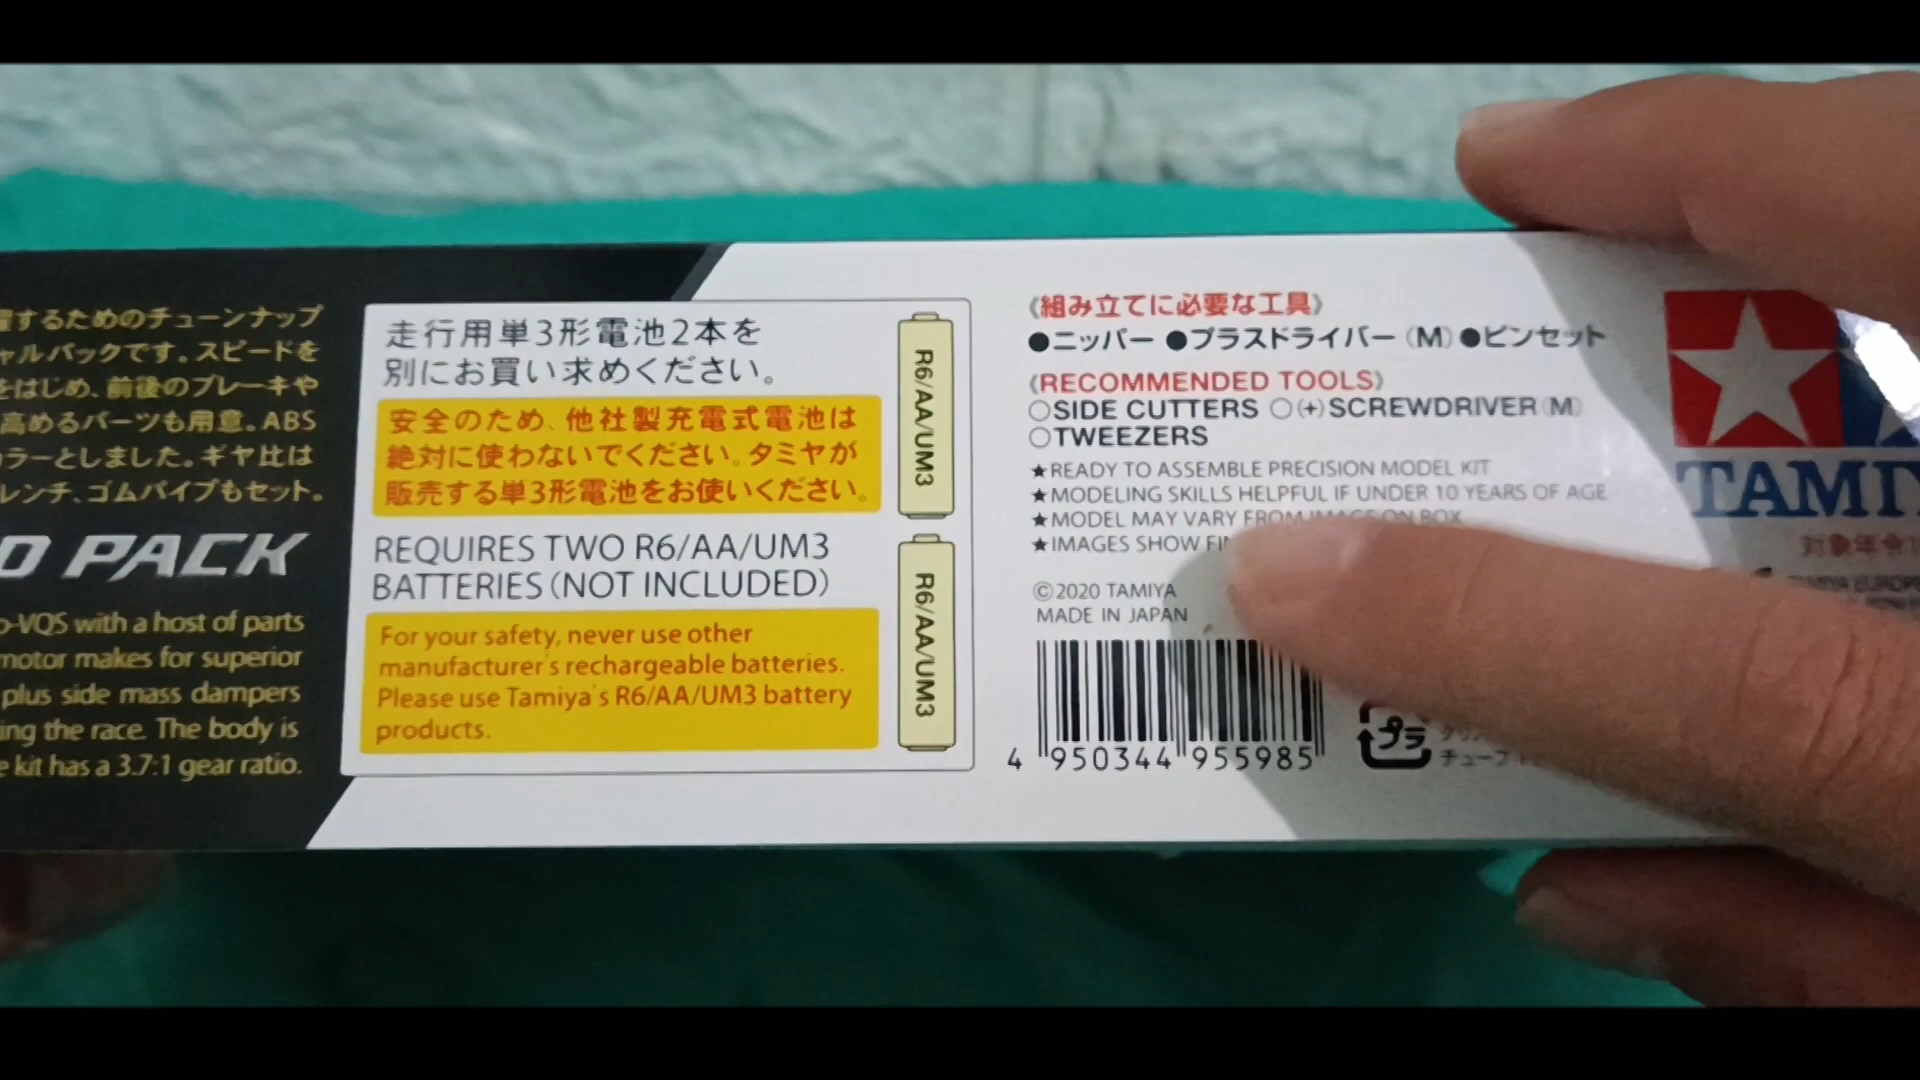 するためのチューンナップ
ャルパックです。スピードを
をはじめ、前後のブレーキや
高めるパーツも用意。ABS
カラーとしました。ギヤ比は
レンチ、ゴムパイプもセット。
PACK
o-VQS with a host of parts
motor makes for superior
plus side mass dampers
ing the race. The body is
e kit has a 3.7:1 gear ratio.
走行用単3形電池2本を
別にお買い求めください。
安全のため、他社製充電式電池は
絶対に使わないでください。タミヤが
販売する単3形電池をお使いください。
REQUIRES TWO R6/AA/UM3
BATTERIES (NOT INCLUDED)
For your safety, never use other
manufacturer's rechargeable batteries.
Please use Tamiya's R6/AA/UM3 battery
products.
R6/AA/UM3
R6/AA/UM3
《組み立てに必要な工具》
●ニッパー ●プラスドライバー (M) ●ピンセット
《RECOMMENDED TOOLS》
○SIDE CUTTERS ○(+)SCREWDRIVER (M)
○TWEEZERS
★READY TO ASSEMBLE PRECISION MODEL KIT
★MODELING SKILLS HELPFUL IF UNDER 10 YEARS OF AGE
★MODEL MAY VARY FROM IMAGE ON BOX
★IMAGES SHOW
©2020 TAMIYA
MADE IN JAPAN
4 950344 955985
プラ
TAMIY
対象年令